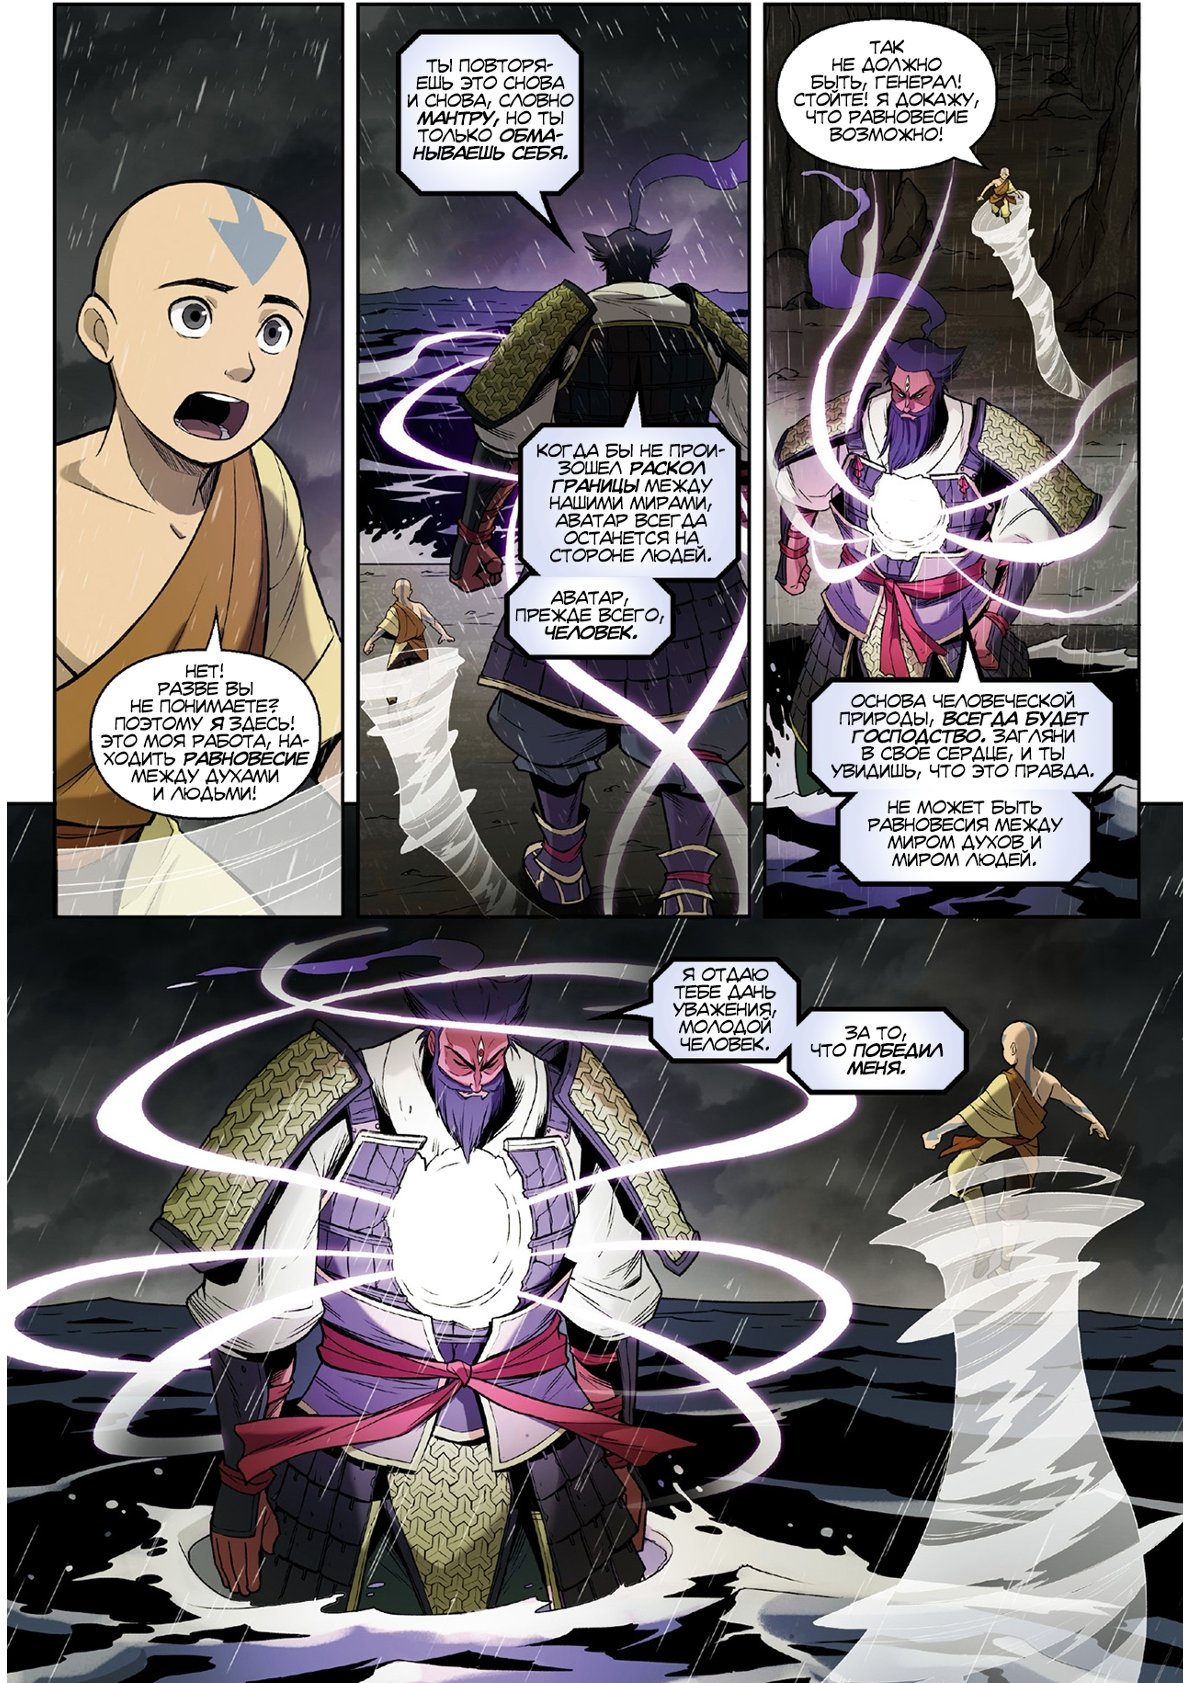 НЕТ!
РАЗВЕ ВЫ
НЕ ПОНИМАЕТЕ?
ПОЭТОМУ Я ЗДЕСЬ!
ЭТО МОЯ РАБОТА, НА-
ХОДИТЬ РАВНОВЕСИЕ
МЕЖДУ ДУХАМИ
И ЛЮДЬМИ!
ТЫ ПОВТОРЯ-
ЕШЬ ЭТО СНОВА
И СНОВА, СЛОВНО
МАНТРУ, НО ТЫ
ТОЛЬКО ОБМА-
НЫВАЕШЬ СЕБЯ.
КОГДА БЫ НЕ ПРОИ-
ЗОШЕЛ РАСКОЛ
ГРАНИЦЫ МЕЖДУ
НАШИМИ МИРАМИ,
АВАТАР ВСЕГДА
ОСТАНЕТСЯ НА
СТОРОНЕ ЛЮДЕЙ.
АВАТАР,
ПРЕЖДЕ ВСЕГО,
ЧЕЛОВЕК.
ТАК
НЕ ДОЛЖНО
БЫТЬ, ГЕНЕРАЛ!
СТОЙТЕ! Я ДОКАЖУ,
ЧТО РАВНОВЕСИЕ
ВОЗМОЖНО!
ОСНОВА ЧЕЛОВЕЧЕСКОЙ
ПРИРОДЫ, ВСЕГДА БУДЕТ
ГОСПОДСТВО. ЗАГЛЯНИ
В СВОЕ СЕРДЦЕ, И ТЫ
УВИДИШЬ, ЧТО ЭТО ПРАВДА.
НЕ МОЖЕТ БЫТЬ
РАВНОВЕСИЯ МЕЖДУ
МИРОМ ДУХОВ И
МИРОМ ЛЮДЕЙ.
Я ОТДАЮ
ТЕБЕ ДАНЬ
УВАЖЕНИЯ,
МОЛОДОЙ
ЧЕЛОВЕК.
ЗА ТО,
ЧТО ПОБЕДИЛ
МЕНЯ.